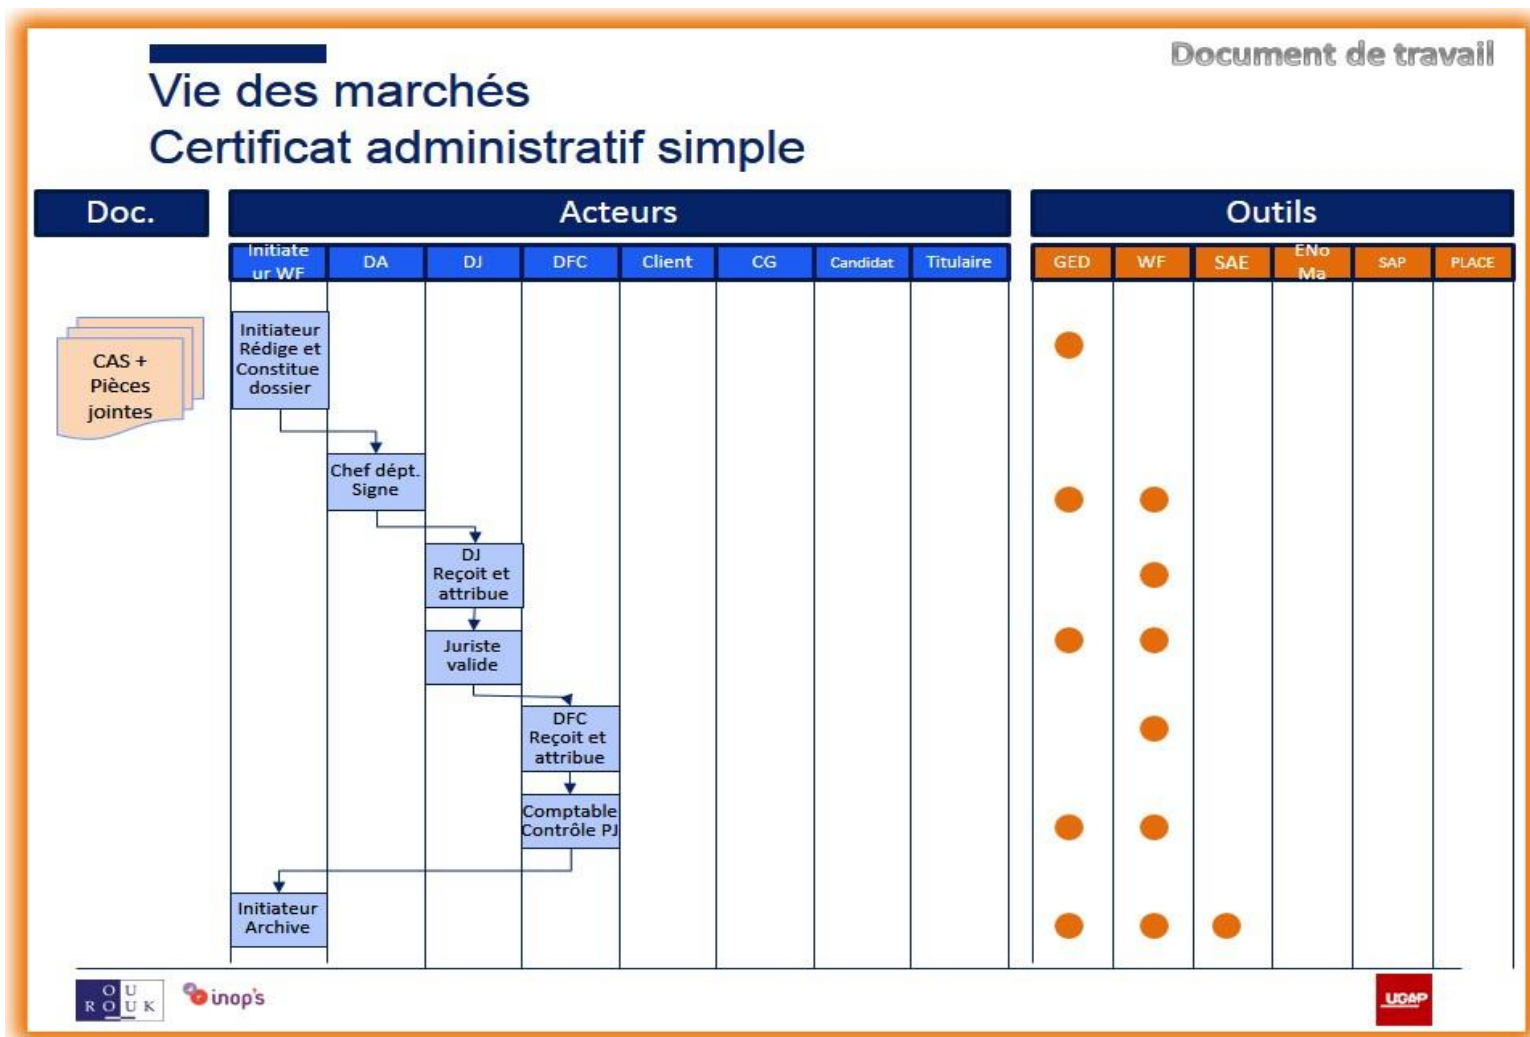 Document de travail
Vie des marchés
Certificat administratif simple
Doc.
Acteurs
Outils
Initiate
ur WF
DA
DJ
DFC
Client
CG
Candidat
Titulaire
GED
WF
SAE
ENo
Ma
SAP
PLACE
CAS +
Pièces
jointes
Initiateur
Rédige et
Constitue
dossier
Chef dépt.
Signe
DJ
Reçoit et
attribue
Juriste
valide
DFC
Reçoit et
attribue
Comptable
Contrôle PJ
Initiateur
Archive
OU
ROUK
inop's
UGAP